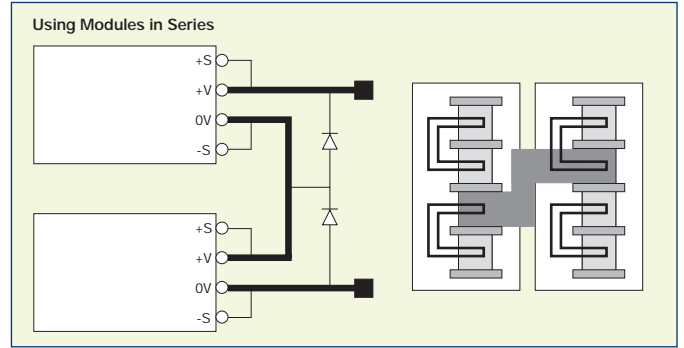 Using Modules in Series
+S
+V
0V
-S
+S
+V
0V
-S